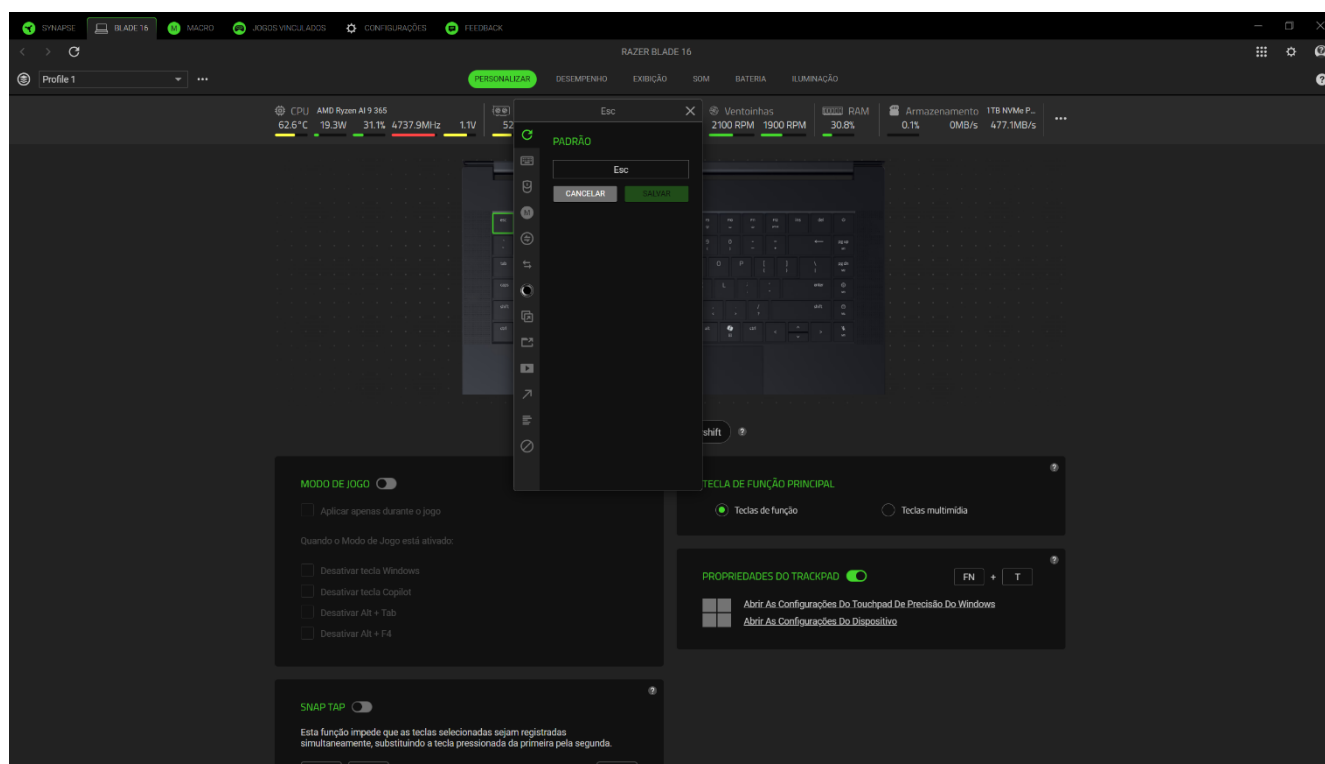 SYNAPSE BLADE 16 MACRO JOGOS VINCULADOS CONFIGURAÇÕES FEEDBACK
RAZER BLADE 16
Profile 1
PERSONALIZAR DESEMPENHO EXIBIÇÃO SOM BATERIA ILUMINAÇÃO
CPU AMD Ryzen AI 9 365
62.6°C 19.3W 31.1% 4737.9MHz 1.1V 52
Ventoinhas
2100 RPM 1900 RPM
RAM
30.8%
Armazenamento 1TB NVMe P...
0.1% 0MB/s 477.1MB/s
Esc
PADRÃO
Esc
CANCELAR SALVAR
shift
MODO DE JOGO
Aplicar apenas durante o jogo
Quando o Modo de Jogo está ativado:
Desativar tecla Windows
Desativar tecla Copilot
Desativar Alt + Tab
Desativar Alt + F4
TECLA DE FUNÇÃO PRINCIPAL
Teclas de função Teclas multimídia
PROPRIEDADES DO TRACKPAD FN + T
Abrir As Configurações Do Touchpad De Precisão Do Windows
Abrir As Configurações Do Dispositivo
SNAP TAP
Esta função impede que as teclas selecionadas sejam registradas
simultaneamente, substituindo a tecla pressionada da primeira pela segunda.